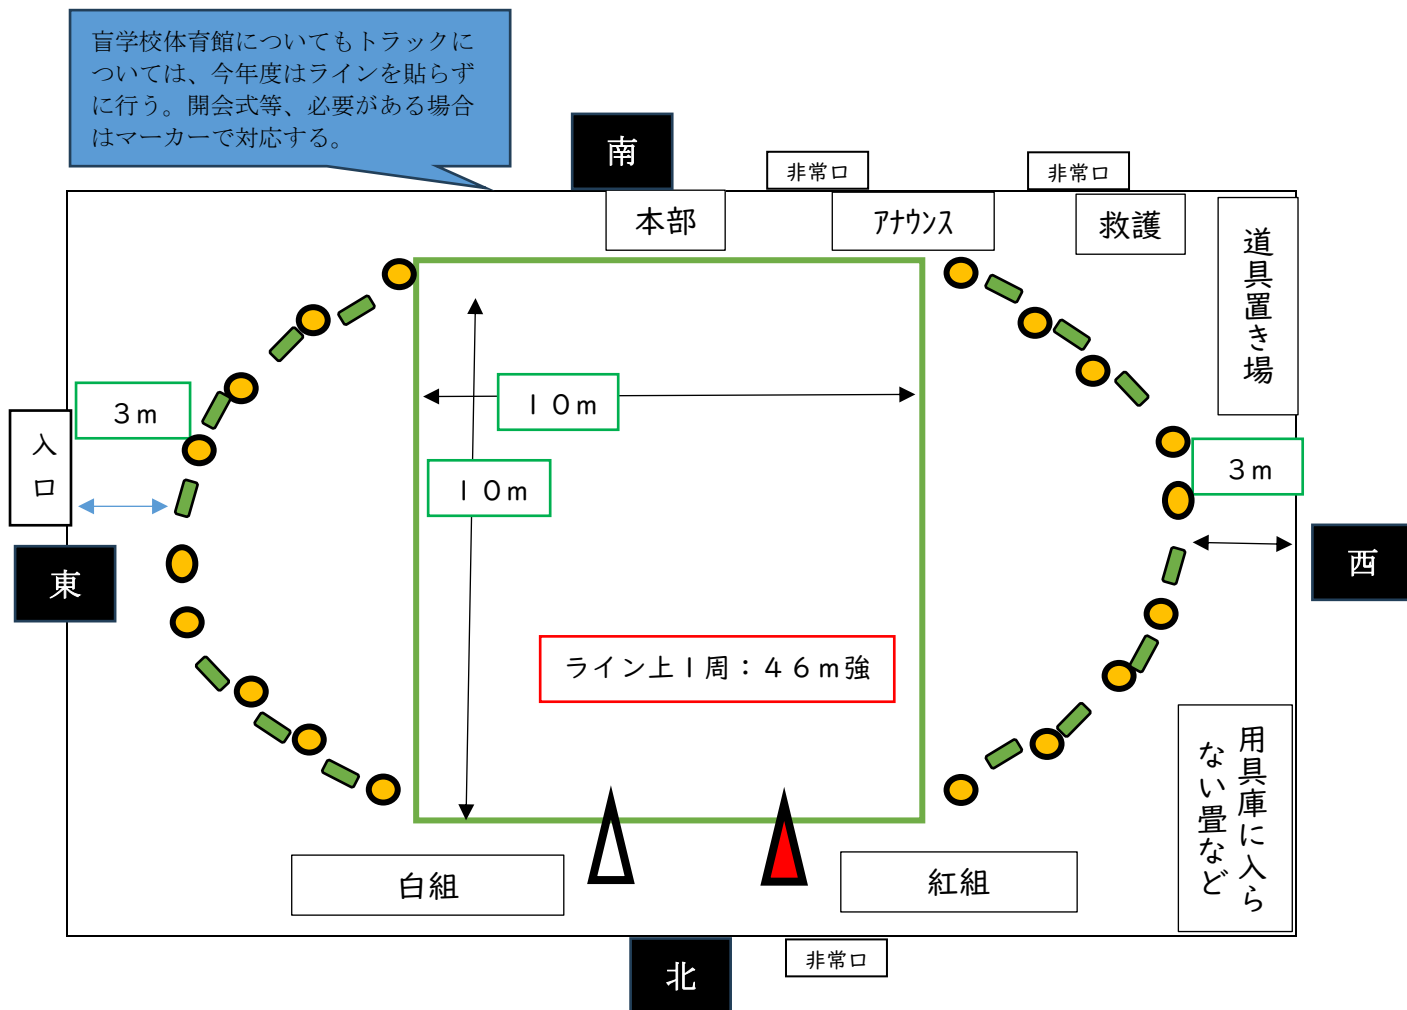 盲学校体育館についてもトラックに
ついては、今年度はラインを貼らず
に行う。開会式等、必要がある場合
はマーカーで対応する。
南
非常口
非常口
本部
アナウンス
救護
道具置き場
１０ｍ
３ｍ
入口
１０ｍ
３ｍ
東
西
ライン上１周：４６ｍ強
用具庫に入ら
ない畳など
白組
紅組
北
非常口